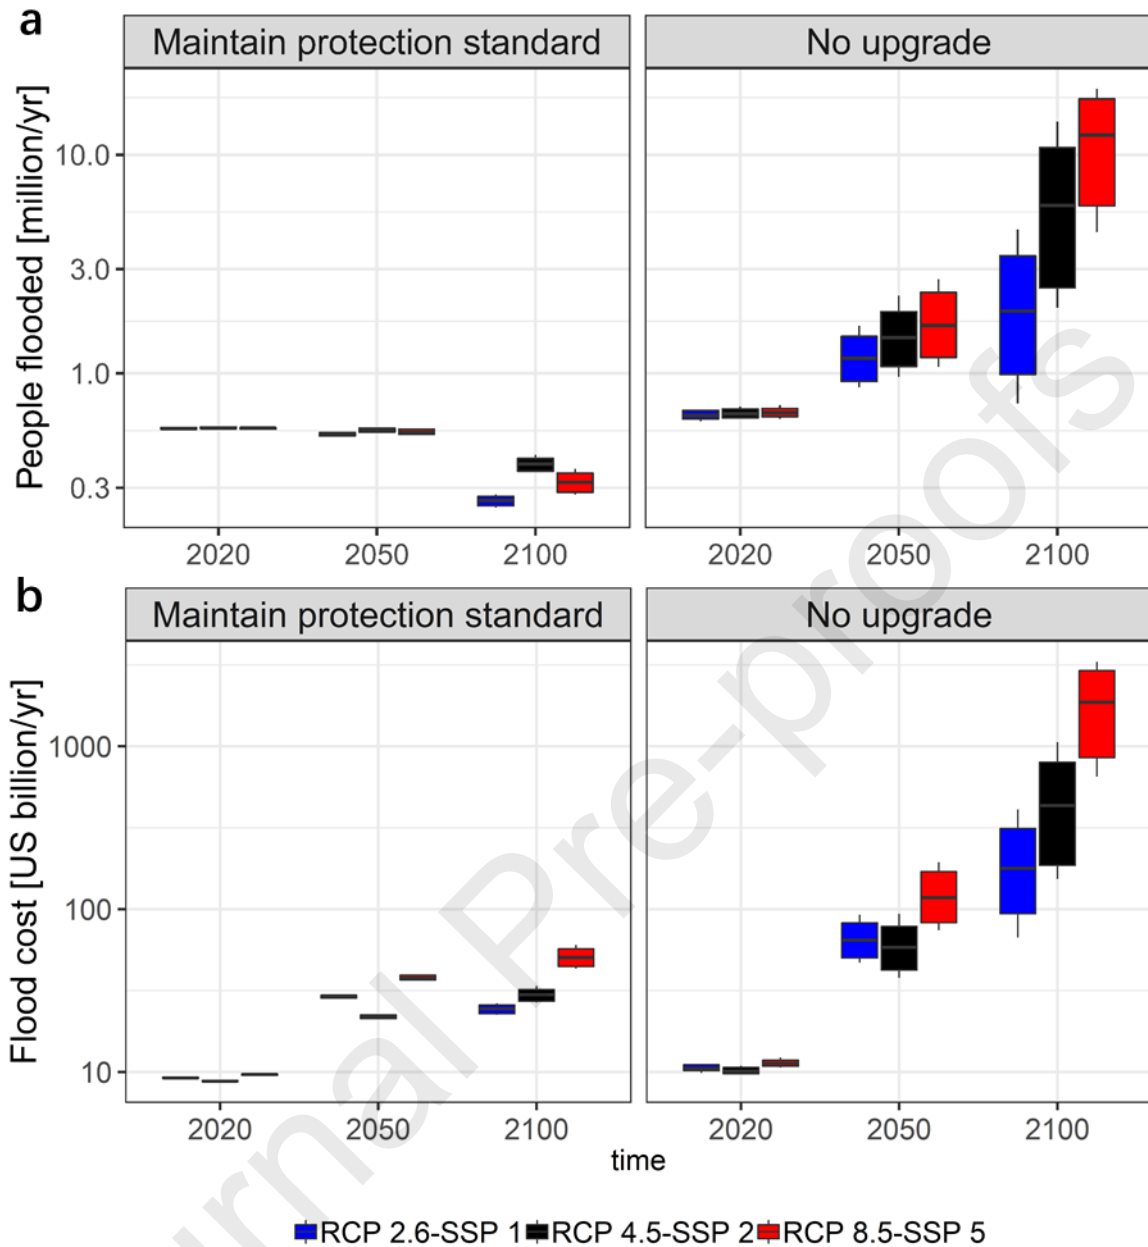 a
Maintain protection standard
No upgrade
People flooded [million/yr]
10.0
3.0
1.0
0.3
2020
2050
2100
2020
2050
2100
b
Maintain protection standard
No upgrade
Flood cost [US billion/yr]
1000
100
10
2020
2050
2100
2020
2050
2100
time
RCP 2.6-SSP 1 RCP 4.5-SSP 2 RCP 8.5-SSP 5
urnal Pre-proofs